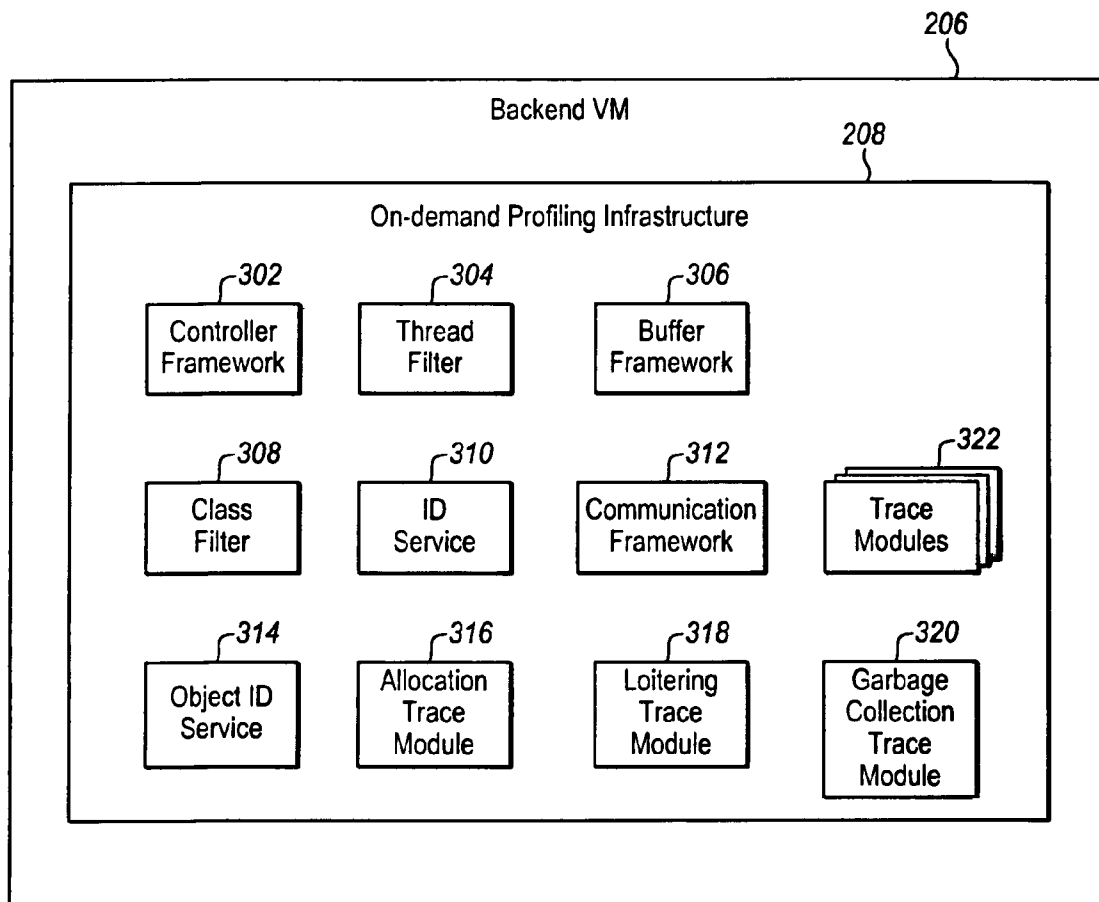 206
Backend VM
208
On-demand Profiling Infrastructure
302
Controller
Framework
304
Thread
Filter
306
Buffer
Framework
308
Class
Filter
310
ID
Service
312
Communication
Framework
322
Trace
Modules
314
Object ID
Service
316
Allocation
Trace
Module
318
Loitering
Trace
Module
320
Garbage
Collection
Trace
Module